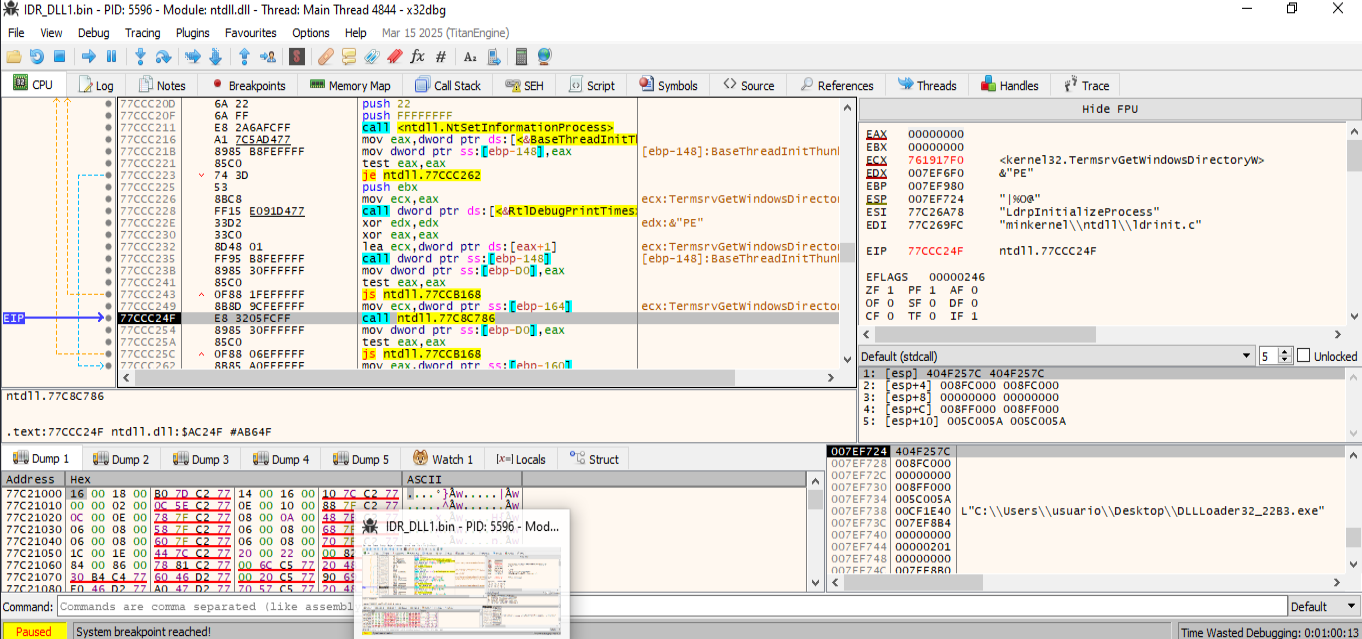 IDR_DLL1.bin - PID: 5596 - Module: ntdll.dll - Thread: Main Thread 4844 - x32dbg
File View Debug Tracing Plugins Favourites Options Help Mar 15 2025 (TitanEngine)
CPU Log Notes Breakpoints Memory Map Call Stack SEH Script Symbols Source References Threads Handles Trace
77CCC20D 6A 22 push 22
77CCC20F 6A FF push FFFFFFFF
77CCC211 E8 2A6AFCFF call <ntdll.NtSetInformationProcess>
77CCC216 A1 7C5AD477 mov eax,dword ptr ds:[<&BaseThreadInitTh
77CCC21B 8985 B8FEFFFF mov dword ptr ss:[ebp-148],eax [ebp-148]:BaseThreadInitThun
77CCC221 85C0 test eax,eax
77CCC223 74 3D je ntdll.77CCC262
77CCC225 53 push ebx
77CCC226 8BC8 mov ecx,eax ecx:TermsrvGetWindowsDirector
77CCC228 FF15 E091D477 call dword ptr ds:[<&RtlDebugPrintTimes>
77CCC22E 33D2 xor edx,edx edx:&"PE"
77CCC230 33C0 xor eax,eax
77CCC232 8D48 01 lea ecx,dword ptr ds:[eax+1] ecx:TermsrvGetWindowsDirector
77CCC235 FF95 B8FEFFFF call dword ptr ss:[ebp-148] [ebp-148]:BaseThreadInitThun
77CCC23B 8985 30FFFFFF mov dword ptr ss:[ebp-D0],eax
77CCC241 85C0 test eax,eax
77CCC243 0F88 1FEFFFFF js ntdll.77CCB168
77CCC249 8B8D 9CFEFFFF mov ecx,dword ptr ss:[ebp-164] ecx:TermsrvGetWindowsDirector
EIP 77CCC24F E8 3205FCFF call ntdll.77C8C786
77CCC254 8985 30FFFFFF mov dword ptr ss:[ebp-D0],eax
77CCC25A 85C0 test eax,eax
77CCC25C 0F88 06EFFFFF js ntdll.77CCB168
77CCC262 8B85 A0FEFFFF mov eax,dword ptr ss:[ebp-160]
Hide FPU
EAX 00000000
EBX 00000000
ECX 761917F0 <kernel32.TermsrvGetWindowsDirectoryW>
EDX 007EF6F0 &"PE"
EBP 007EF980
ESP 007EF724 "|%O@"
ESI 77C26A78 "LdrpInitializeProcess"
EDI 77C269FC "minkernel\\ntdll\\ldrinit.c"
EIP 77CCC24F ntdll.77CCC24F
EFLAGS 00000246
ZF 1 PF 1 AF 0
OF 0 SF 0 DF 0
CF 0 TF 0 IF 1
Default (stdcall) 5 Unlocked
1: [esp] 404F257C 404F257C
2: [esp+4] 008FC000 008FC000
3: [esp+8] 00000000 00000000
4: [esp+C] 008FF000 008FF000
5: [esp+10] 005C005A 005C005A
ntdll.77C8C786
.text:77CCC24F ntdll.dll:$AC24F #AB64F
Dump 1 Dump 2 Dump 3 Dump 4 Dump 5 Watch 1 [x=] Locals Struct
Address Hex ASCII
77C21000 16 00 18 00 B0 7D C2 77 14 00 16 00 10 7C C2 77 ....°}Âw.....|Âw
77C21010 00 00 02 00 0C 5E C2 77 0E 00 10 00 88 7F C2 77
77C21020 0C 00 0E 00 78 7F C2 77 08 00 0A 00 48 7F
77C21030 06 00 08 00 58 7F C2 77 06 00 08 00 68 7F
77C21040 06 00 08 00 60 7F C2 77 06 00 08 00 70 7F
77C21050 1C 00 1E 00 44 7C C2 77 20 00 22 00 00 82
77C21060 84 00 86 00 78 81 C2 77 00 6C C5 77 20 48
77C21070 30 B4 C4 77 60 46 D2 77 00 20 C5 77 90 69
77C21080 E0 46 D2 77 A0 47 D2 77 70 57 C5 77 20 48
007EF724 404F257C
007EF728 008FC000
007EF72C 00000000
007EF730 008FF000
007EF734 005C005A
007EF738 00CF1E40 L"C:\\Users\\usuario\\Desktop\\DLLLoader32_22B3.exe"
007EF73C 007EF8B4
007EF740 00000000
007EF744 00000201
007EF748 00000000
007EF74C 007EF8B0
IDR_DLL1.bin - PID: 5596 - Mod...
Command: Commands are comma separated (like assembl Default
Paused System breakpoint reached! Time Wasted Debugging: 0:01:00:13